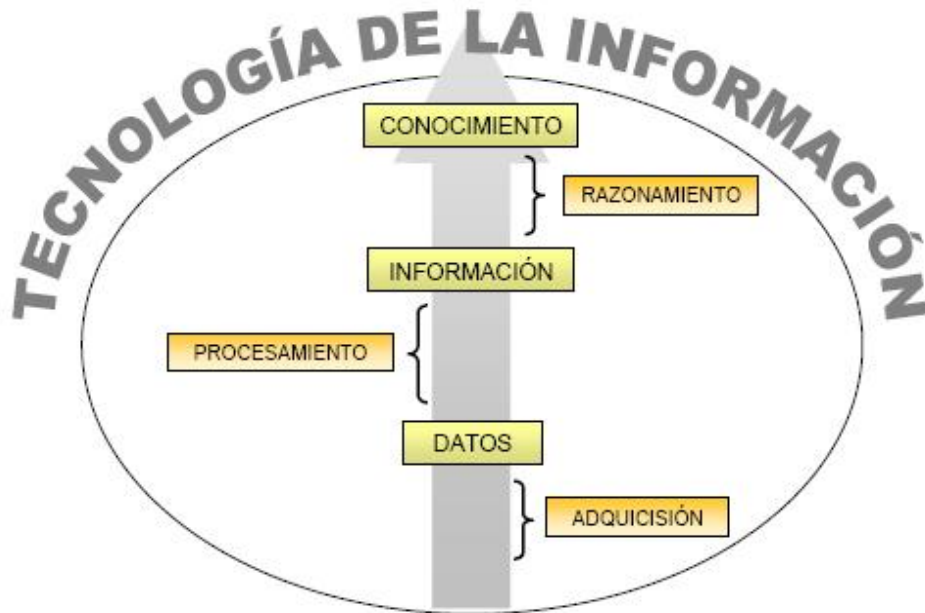 TECNOLOGÍA DE LA INFORMACIÓN
CONOCIMIENTO
RAZONAMIENTO
INFORMACIÓN
PROCESAMIENTO
DATOS
ADQUICISIÓN